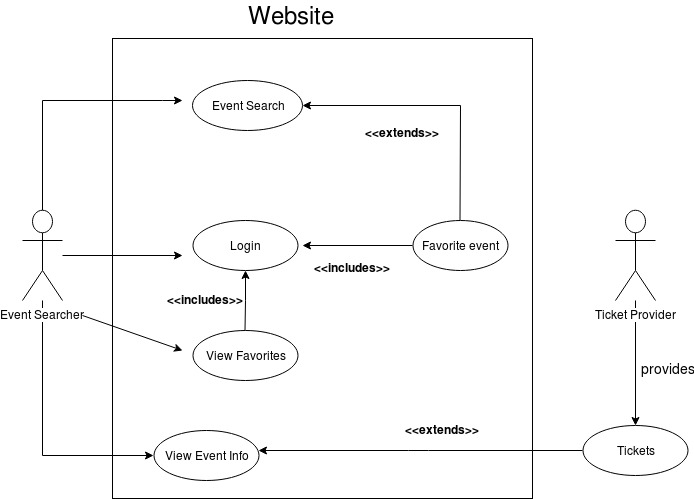 Website
Event Search
<<extends>>
Login
Favorite event
<<includes>>
<<includes>>
Event Searcher
Ticket Provider
View Favorites
provides
<<extends>>
View Event Info
Tickets